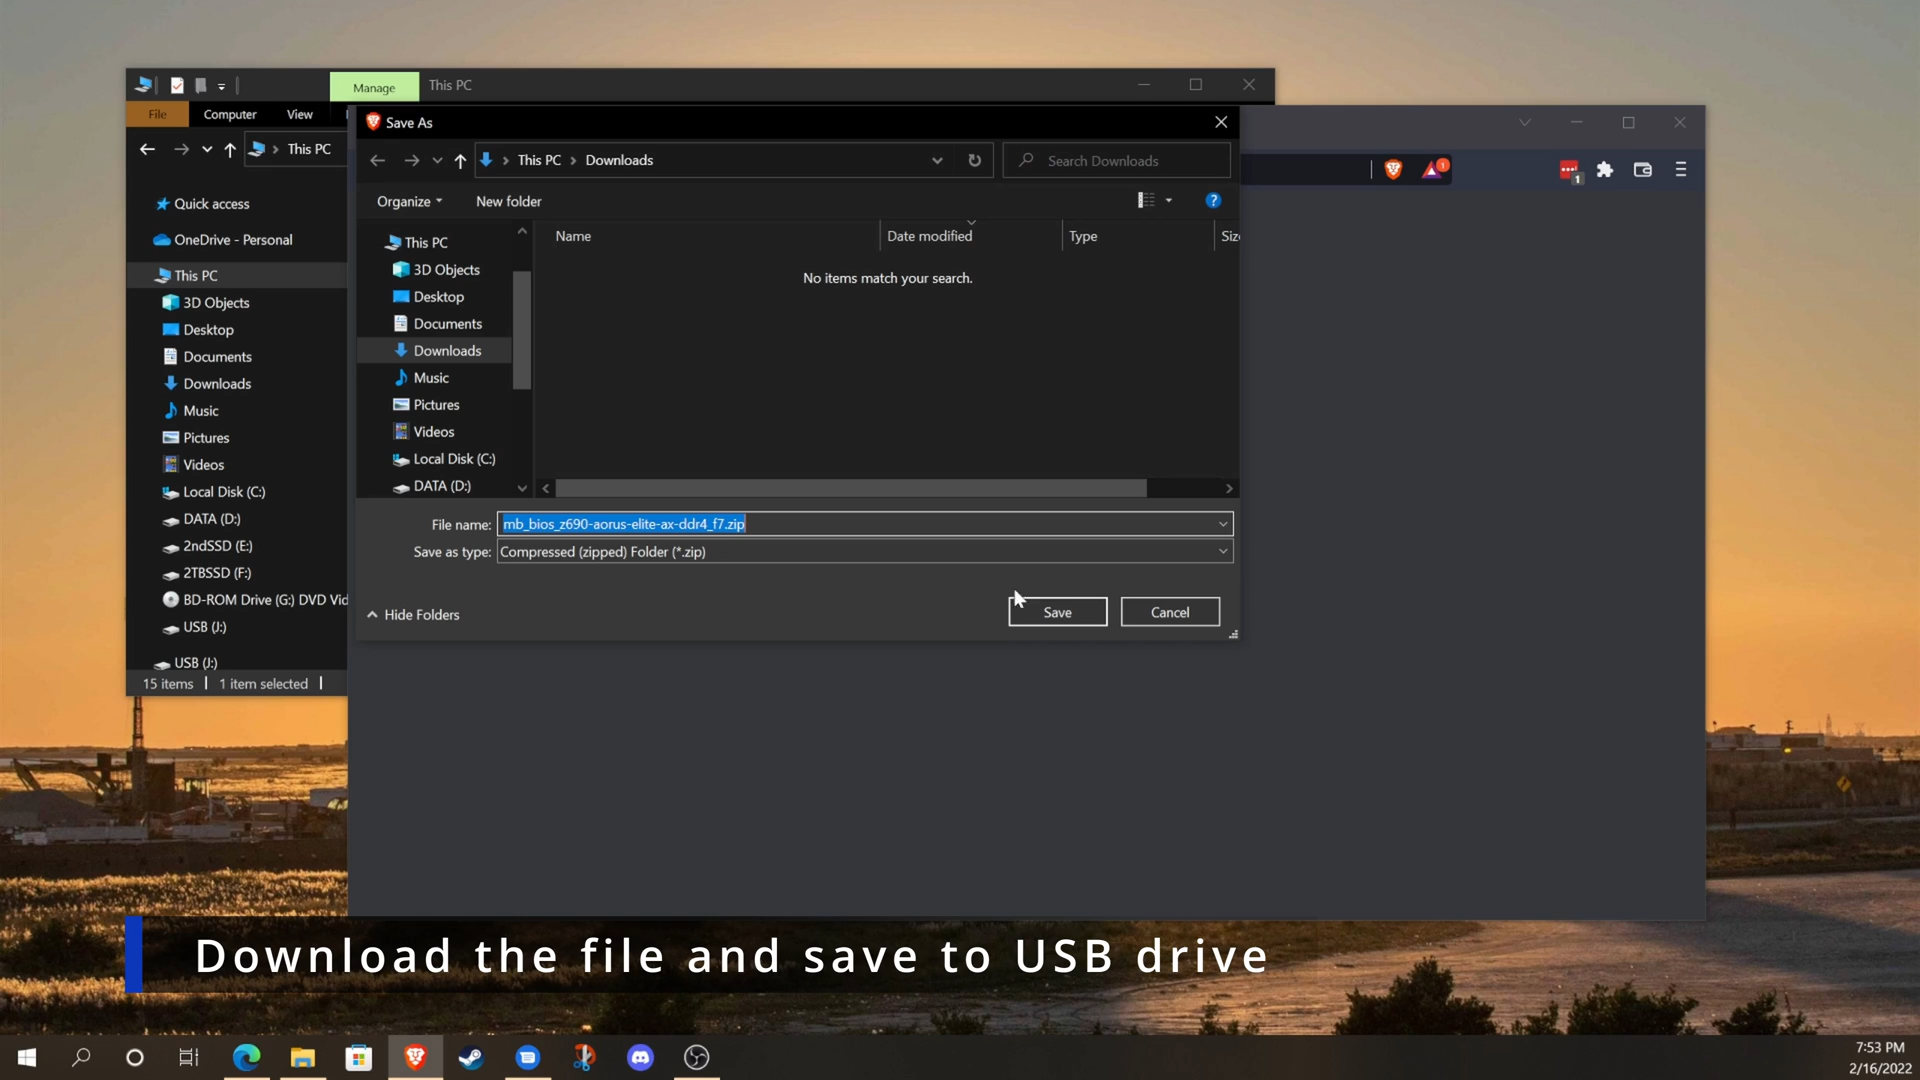 Manage
This PC
File
Computer
View
This PC
Quick access
OneDrive - Personal
This PC
3D Objects
Desktop
Documents
Downloads
Music
Pictures
Videos
Local Disk (C:)
DATA (D:)
2ndSSD (E:)
2TBSSD (F:)
BD-ROM Drive (G:) DVD Vid
USB (J:)
USB (J:)
15 items
1 item selected
Save As
This PC > Downloads
Search Downloads
Organize
New folder
?
This PC
3D Objects
Desktop
Documents
Downloads
Music
Pictures
Videos
Local Disk (C:)
DATA (D:)
Name
Date modified
Type
Siz
No items match your search.
File name: mb_bios_z690-aorus-elite-ax-ddr4_f7.zip
Save as type: Compressed (zipped) Folder (*.zip)
Hide Folders
Save
Cancel
1
1
Download the file and save to USB drive
7:53 PM
2/16/2022